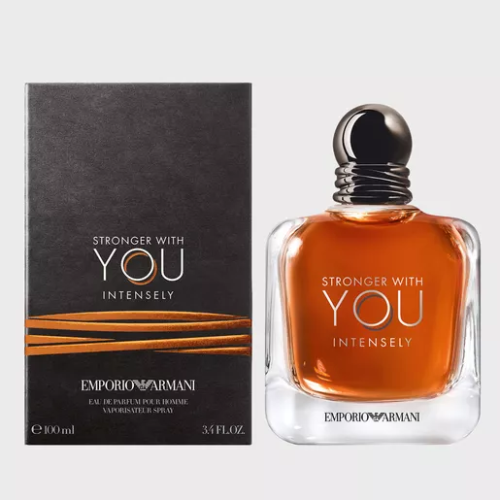 STRONGER WITH
YOU
INTENSELY
EMPORIO ARMANI
EAU DE PARFUM POUR HOMME
VAPORISATEUR SPRAY
℮ 100 ml 3.4 FL.OZ.
STRONGER WITH
YOU
INTENSELY
EMPORIO ARMANI